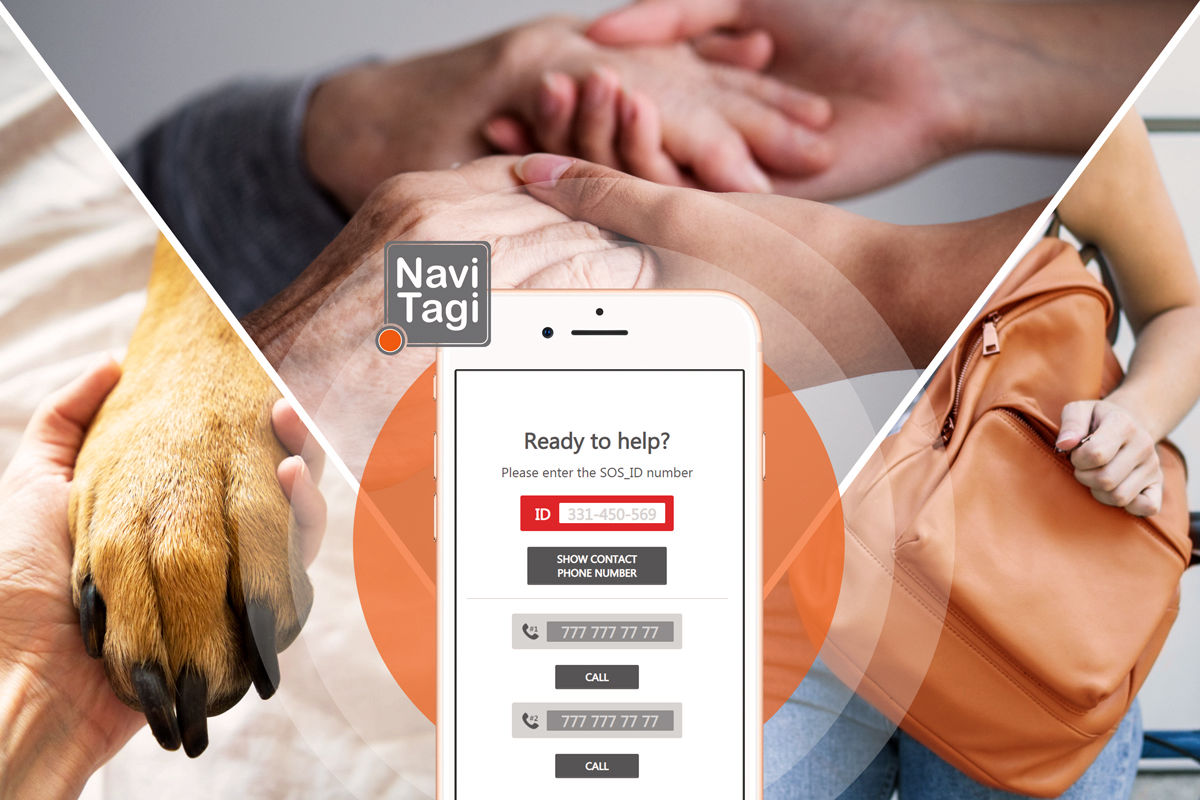 Navi
Tagi
Ready to help?
Please enter the SOS_ID number
ID 331-450-569
SHOW CONTACT
PHONE NUMBER
#1 777 777 77 77
CALL
#2 777 777 77 77
CALL